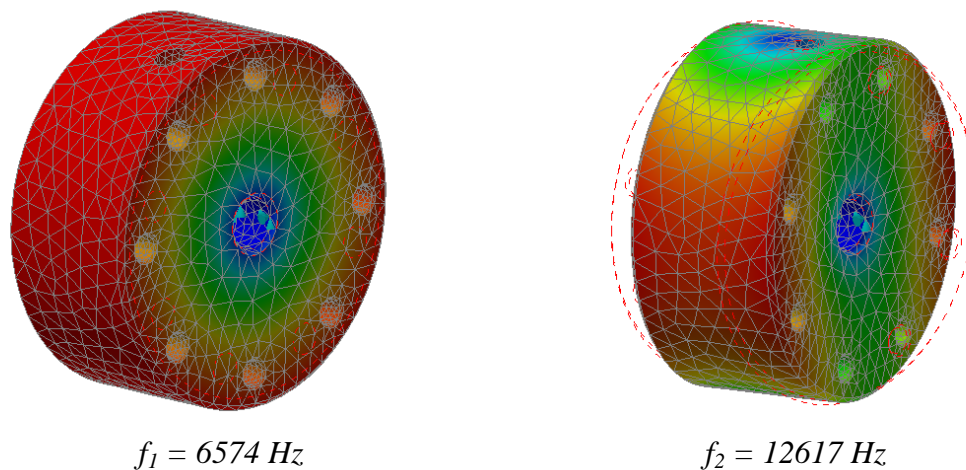 f₁ = 6574 Hz
f₂ = 12617 Hz